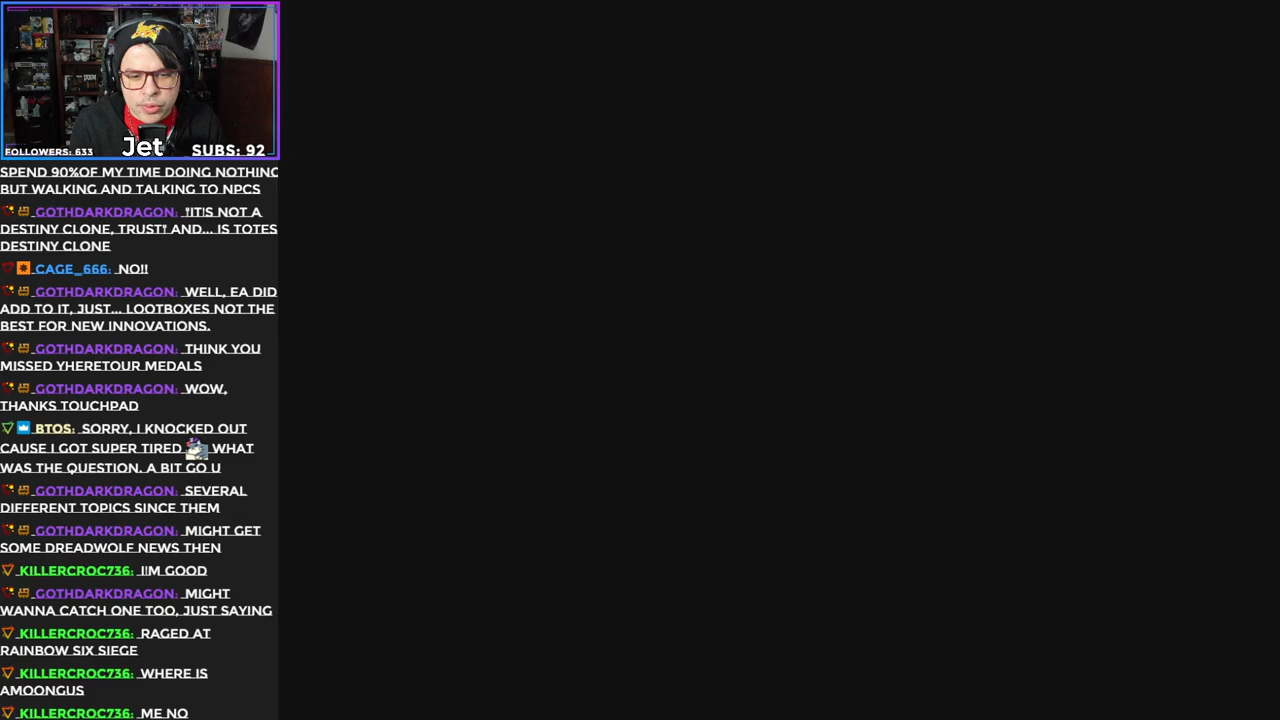 FOLLOWERS: 633
Jet
SUBS: 92
SPEND 90%OF MY TIME DOING NOTHING
BUT WALKING AND TALKING TO NPCS
GOTHDARKDRAGON: "IT'S NOT A
DESTINY CLONE, TRUST" AND... IS TOTES
DESTINY CLONE
CAGE_666: NO!!
GOTHDARKDRAGON: WELL, EA DID
ADD TO IT, JUST... LOOTBOXES NOT THE
BEST FOR NEW INNOVATIONS.
GOTHDARKDRAGON: THINK YOU
MISSED YHERETOUR MEDALS
GOTHDARKDRAGON: WOW,
THANKS TOUCHPAD
BTOS: SORRY, I KNOCKED OUT
CAUSE I GOT SUPER TIRED WHAT
WAS THE QUESTION. A BIT GO U
GOTHDARKDRAGON: SEVERAL
DIFFERENT TOPICS SINCE THEM
GOTHDARKDRAGON: MIGHT GET
SOME DREADWOLF NEWS THEN
KILLERCROC736: I'M GOOD
GOTHDARKDRAGON: MIGHT
WANNA CATCH ONE TOO, JUST SAYING
KILLERCROC736: RAGED AT
RAINBOW SIX SIEGE
KILLERCROC736: WHERE IS
AMOONGUS
KILLERCROC736: ME NO